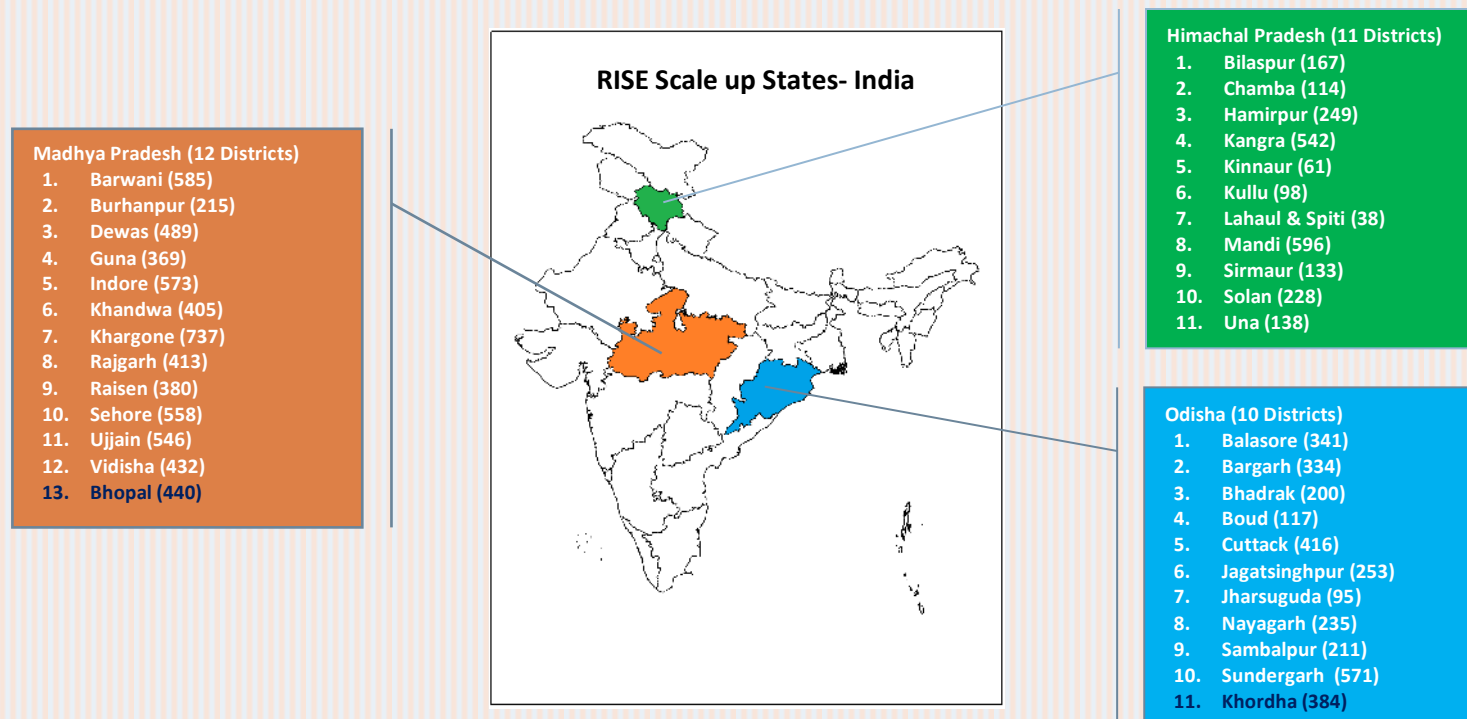 RISE Scale up States- India
Madhya Pradesh (12 Districts)
1. Barwani (585)
2. Burhanpur (215)
3. Dewas (489)
4. Guna (369)
5. Indore (573)
6. Khandwa (405)
7. Khargone (737)
8. Rajgarh (413)
9. Raisen (380)
10. Sehore (558)
11. Ujjain (546)
12. Vidisha (432)
13. Bhopal (440)
Himachal Pradesh (11 Districts)
1. Bilaspur (167)
2. Chamba (114)
3. Hamirpur (249)
4. Kangra (542)
5. Kinnaur (61)
6. Kullu (98)
7. Lahaul & Spiti (38)
8. Mandi (596)
9. Sirmaur (133)
10. Solan (228)
11. Una (138)
Odisha (10 Districts)
1. Balasore (341)
2. Bargarh (334)
3. Bhadrak (200)
4. Boud (117)
5. Cuttack (416)
6. Jagatsinghpur (253)
7. Jharsuguda (95)
8. Nayagarh (235)
9. Sambalpur (211)
10. Sundergarh (571)
11. Khordha (384)